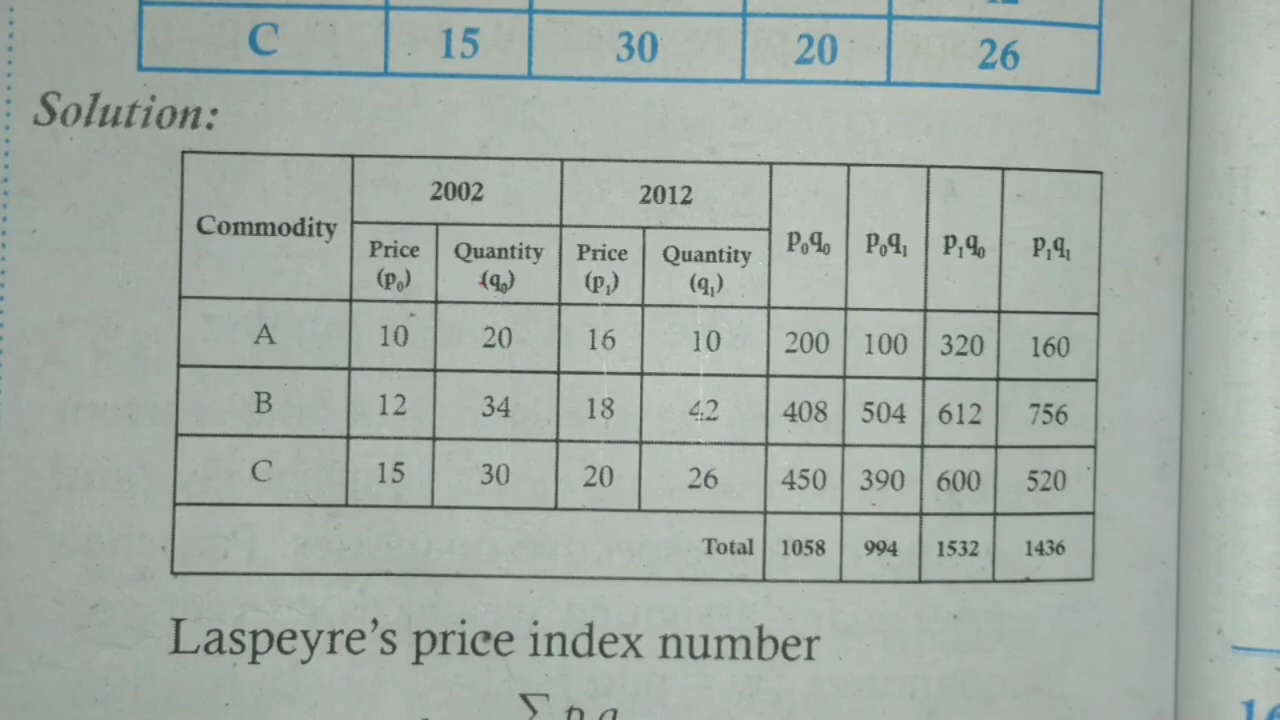 C 15 30 20 26
Solution:
Commodity 2002 2012 p₀q₀ p₀q₁ p₁q₀ p₁q₁
Price (p₀) Quantity (q₀) Price (p₁) Quantity (q₁)
A 10 20 16 10 200 100 320 160
B 12 34 18 42 408 504 612 756
C 15 30 20 26 450 390 600 520
Total 1058 994 1532 1436
Laspeyre's price index number